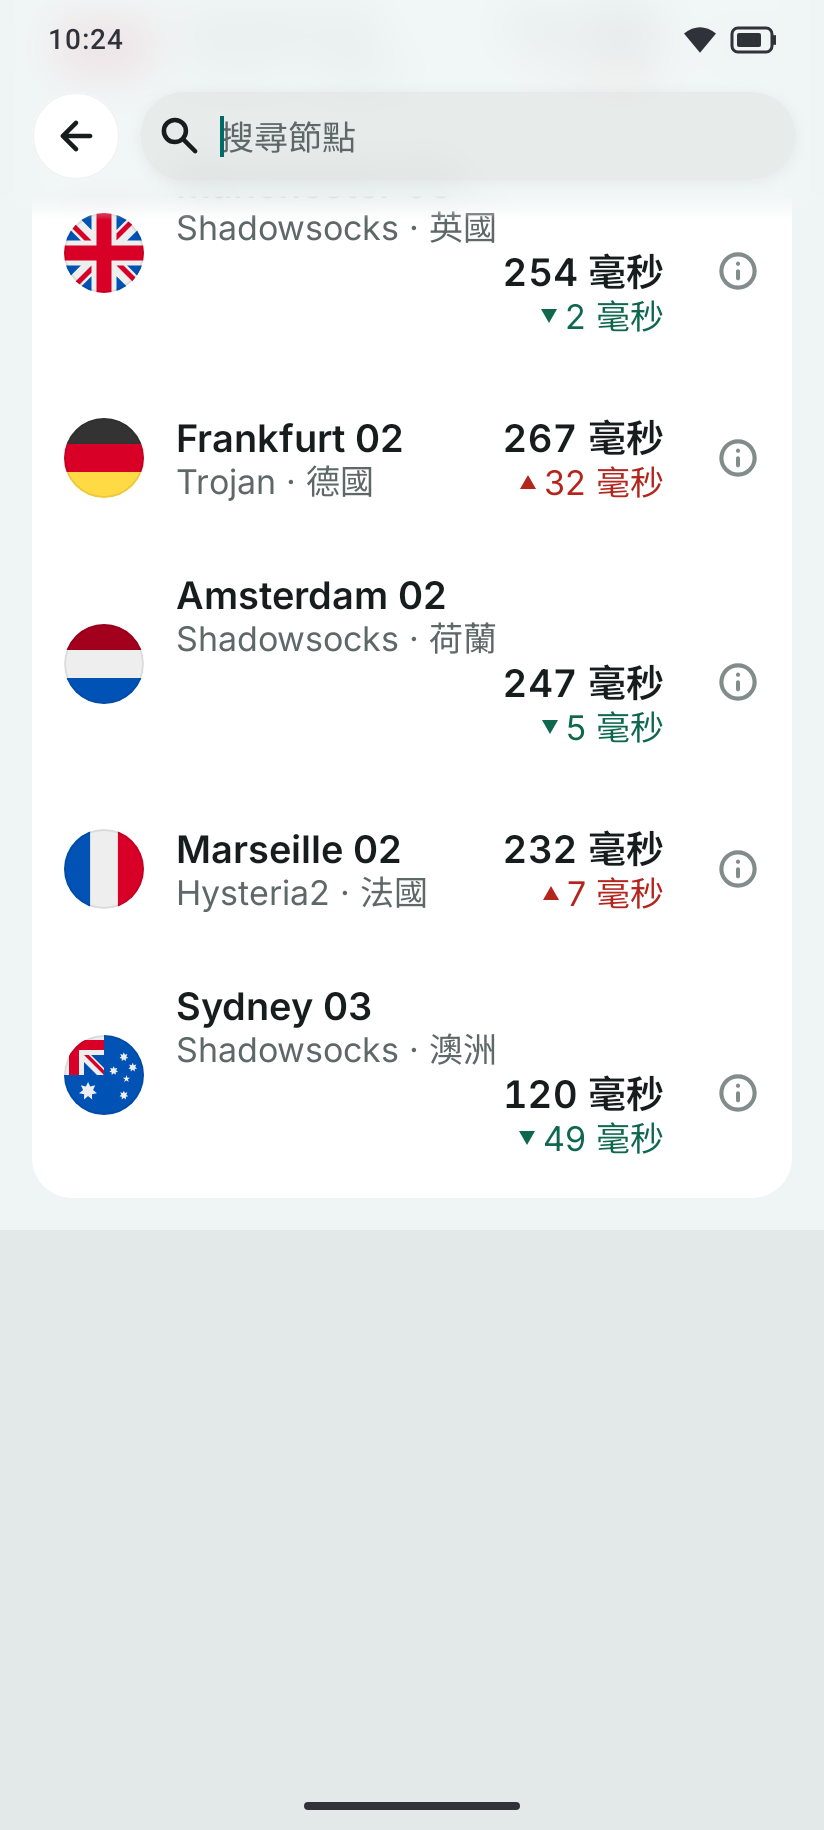 10:24
搜尋節點
Shadowsocks · 英國
254 毫秒
▼2 毫秒
Frankfurt 02
267 毫秒
Trojan · 德國
▲32 毫秒
Amsterdam 02
Shadowsocks · 荷蘭
247 毫秒
▼5 毫秒
Marseille 02
232 毫秒
Hysteria2 · 法國
▲7 毫秒
Sydney 03
Shadowsocks · 澳洲
120 毫秒
▼49 毫秒